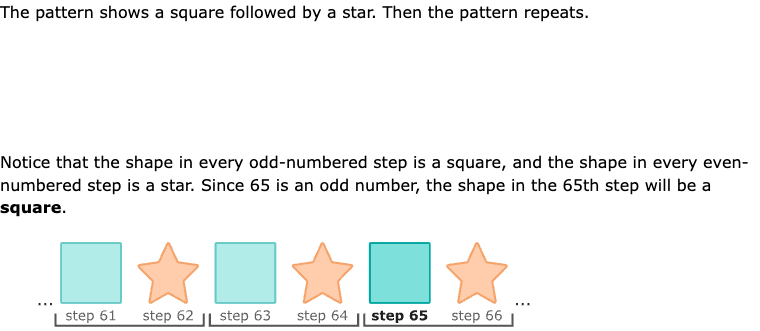 The pattern shows a square followed by a star. Then the pattern repeats.
Notice that the shape in every odd-numbered step is a square, and the shape in every even-
numbered step is a star. Since 65 is an odd number, the shape in the 65th step will be a
square.
... ...
step 61 step 62 step 63 step 64 step 65 step 66